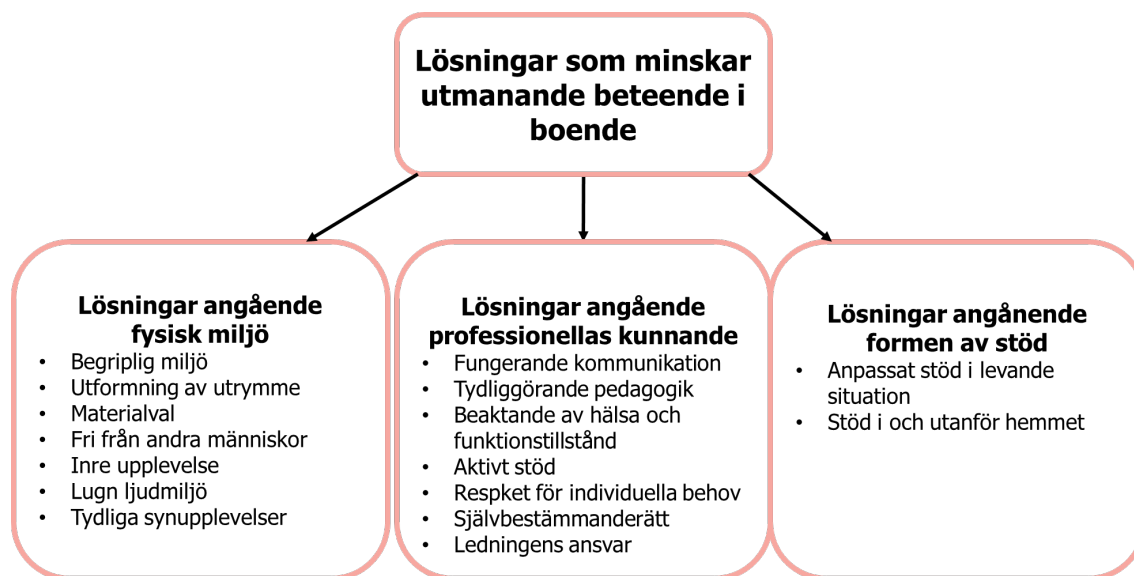 Lösningar som minskar
utmanande beteende i
boende
Lösningar angående
fysisk miljö
• Begriplig miljö
• Utformning av utrymme
• Materialval
• Fri från andra människor
• Inre upplevelse
• Lugn ljudmiljö
• Tydliga synupplevelser
Lösningar angående
professionellas kunnande
• Fungerande kommunikation
• Tydliggörande pedagogik
• Beaktande av hälsa och
funktionstillstånd
• Aktivt stöd
• Respket för individuella behov
• Självbestämmanderätt
• Ledningens ansvar
Lösningar angånende
formen av stöd
• Anpassat stöd i levande
situation
• Stöd i och utanför hemmet